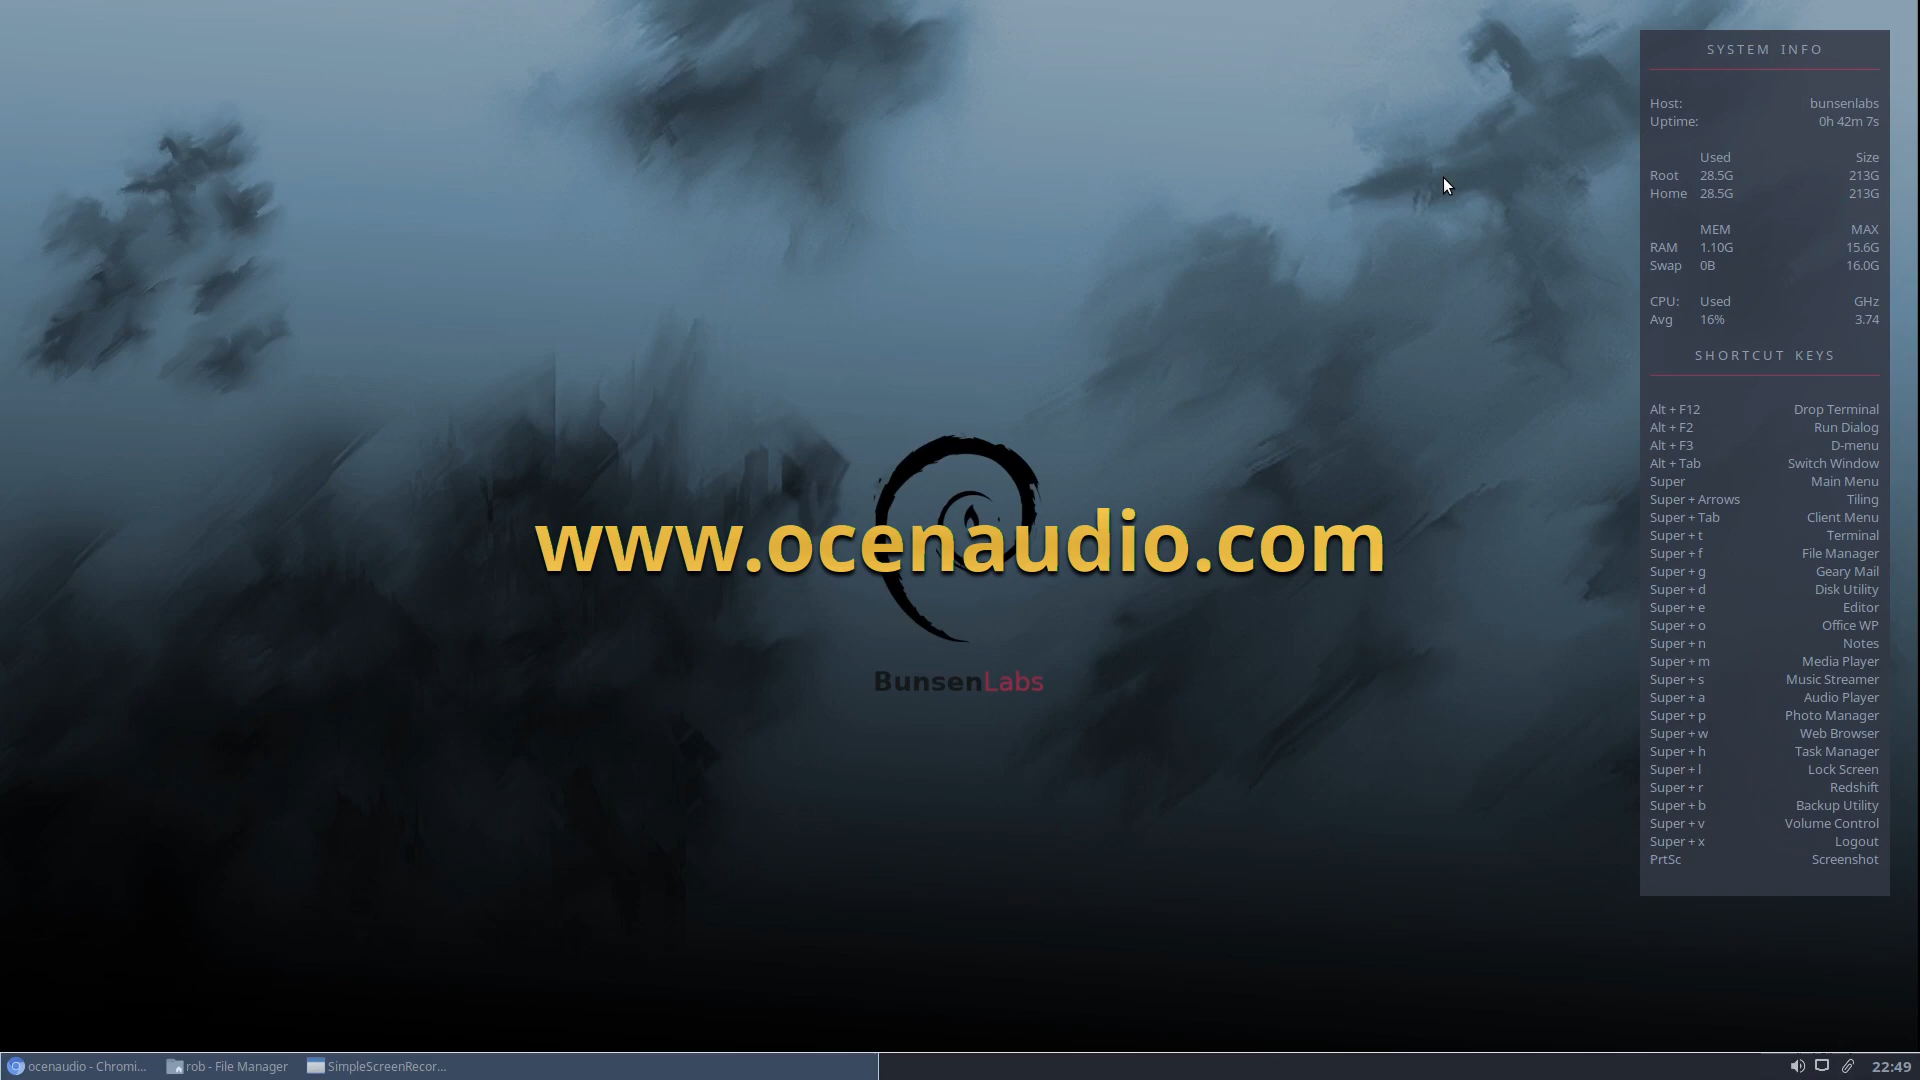 SYSTEM INFO
Host: bunsenlabs
Uptime: 0h 42m 7s
Used Size
Root 28.5G 213G
Home 28.5G 213G
MEM MAX
RAM 1.10G 15.6G
Swap 0B 16.0G
CPU: Used GHz
Avg 16% 3.74
SHORTCUT KEYS
Alt + F12 Drop Terminal
Alt + F2 Run Dialog
Alt + F3 D-menu
Alt + Tab Switch Window
Super Main Menu
Super + Arrows Tiling
Super + Tab Client Menu
Super + t Terminal
Super + f File Manager
Super + g Geary Mail
Super + d Disk Utility
Super + e Editor
Super + o Office WP
Super + n Notes
Super + m Media Player
Super + s Music Streamer
Super + a Audio Player
Super + p Photo Manager
Super + w Web Browser
Super + h Task Manager
Super + l Lock Screen
Super + r Redshift
Super + b Backup Utility
Super + v Volume Control
Super + x Logout
PrtSc Screenshot
www.ocenaudio.com
BunsenLabs
ocenaudio - Chromi... rob - File Manager SimpleScreenRecor... 22:49